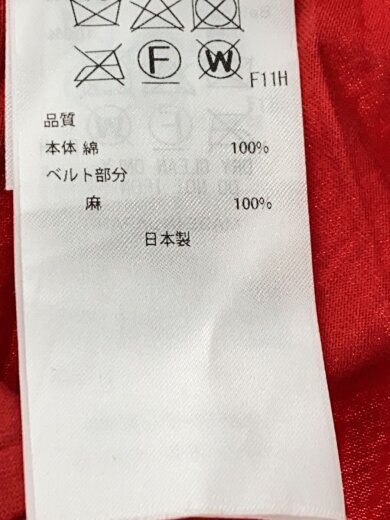 F W F11H
品質
本体 綿 100%
ベルト部分
麻 100%
日本製